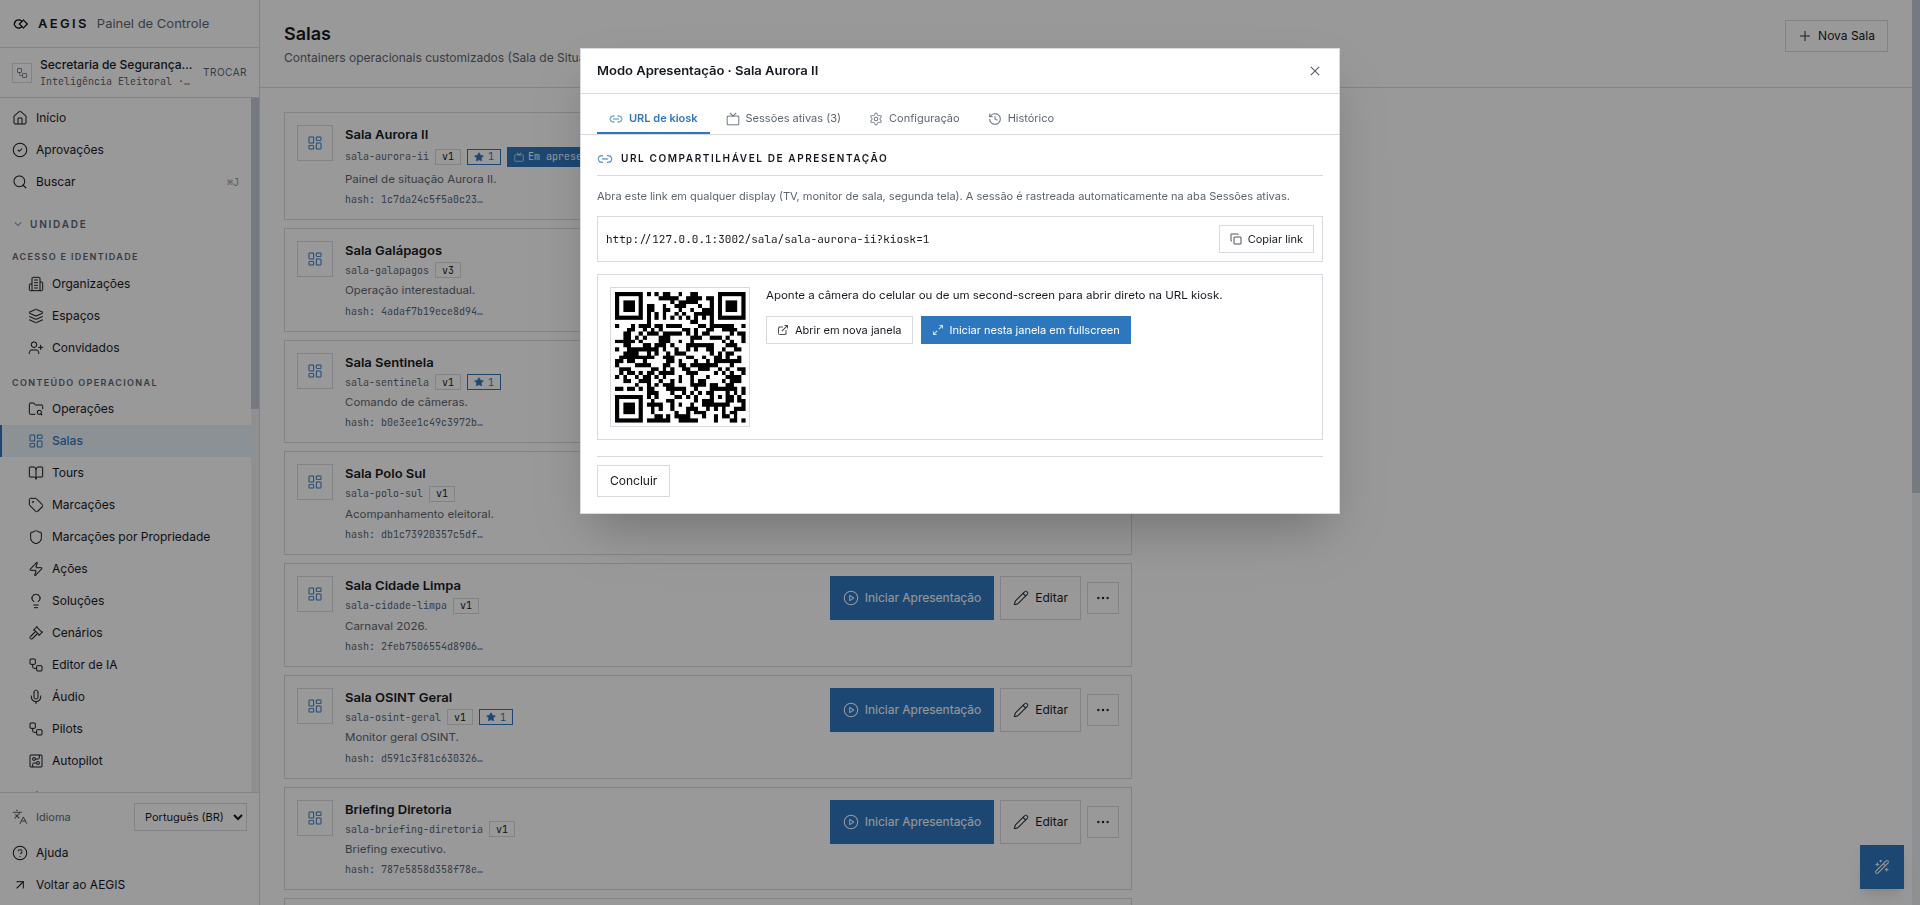 AEGIS Painel de Controle
Secretaria de Segurança...
Inteligência Eleitoral ·…
TROCAR
Início
Aprovações
Buscar ⌘J
UNIDADE
ACESSO E IDENTIDADE
Organizações
Espaços
Convidados
CONTEÚDO OPERACIONAL
Operações
Salas
Tours
Marcações
Marcações por Propriedade
Ações
Soluções
Cenários
Editor de IA
Áudio
Pilots
Autopilot
Idioma Português (BR)
Ajuda
Voltar ao AEGIS
Salas
Containers operacionais customizados (Sala de Situa
Nova Sala
Sala Aurora II
sala-aurora-ii v1 1 Em aprese
Painel de situação Aurora II.
hash: 1c7da24c5f5a0c23…
Sala Galápagos
sala-galapagos v3
Operação interestadual.
hash: 4adaf7b19ece8d94…
Sala Sentinela
sala-sentinela v1 1
Comando de câmeras.
hash: b0e3ee1c49c3972b…
Sala Polo Sul
sala-polo-sul v1
Acompanhamento eleitoral.
hash: db1c73920357c5df…
Sala Cidade Limpa
sala-cidade-limpa v1
Carnaval 2026.
hash: 2feb7506554d8906…
Iniciar Apresentação Editar
Sala OSINT Geral
sala-osint-geral v1 1
Monitor geral OSINT.
hash: d591c3f81c630326…
Iniciar Apresentação Editar
Briefing Diretoria
sala-briefing-diretoria v1
Briefing executivo.
hash: 787e5858d358f78e…
Iniciar Apresentação Editar
Modo Apresentação · Sala Aurora II
URL de kiosk Sessões ativas (3) Configuração Histórico
URL COMPARTILHÁVEL DE APRESENTAÇÃO
Abra este link em qualquer display (TV, monitor de sala, segunda tela). A sessão é rastreada automaticamente na aba Sessões ativas.
http://127.0.0.1:3002/sala/sala-aurora-ii?kiosk=1
Copiar link
Aponte a câmera do celular ou de um second-screen para abrir direto na URL kiosk.
Abrir em nova janela Iniciar nesta janela em fullscreen
Concluir